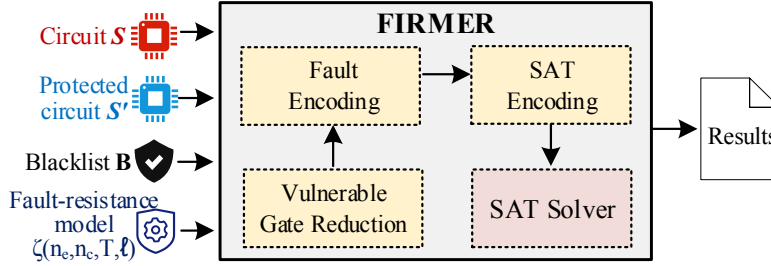 FIRMER
Circuit S
Protected
circuit S'
Blacklist B
Fault-resistance
model
ζ(nₑ,n_c,T,ℓ)
Fault
Encoding
SAT
Encoding
Vulnerable
Gate Reduction
SAT Solver
Results